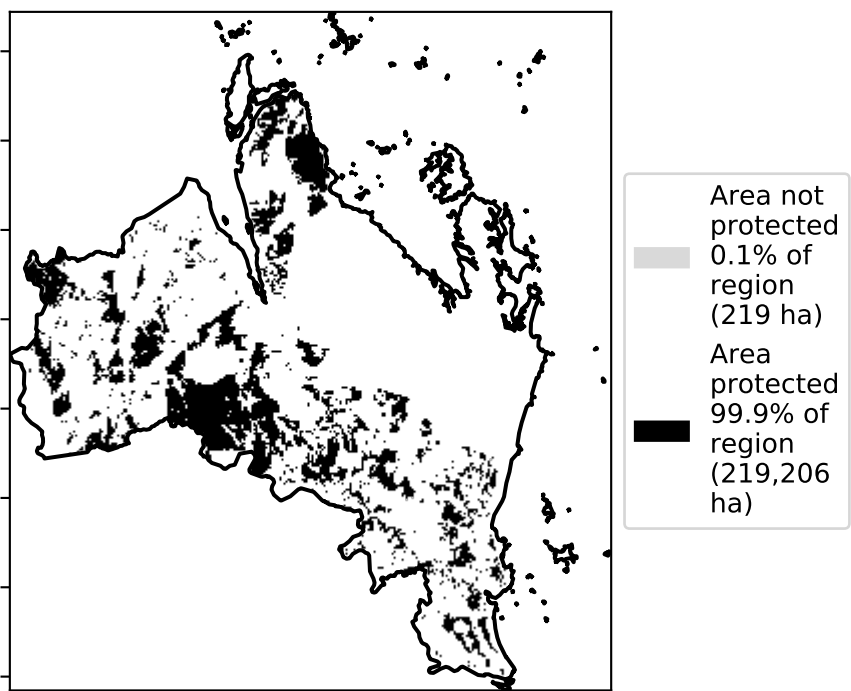 Area not
protected
0.1% of
region
(219 ha)
Area
protected
99.9% of
region
(219,206
ha)